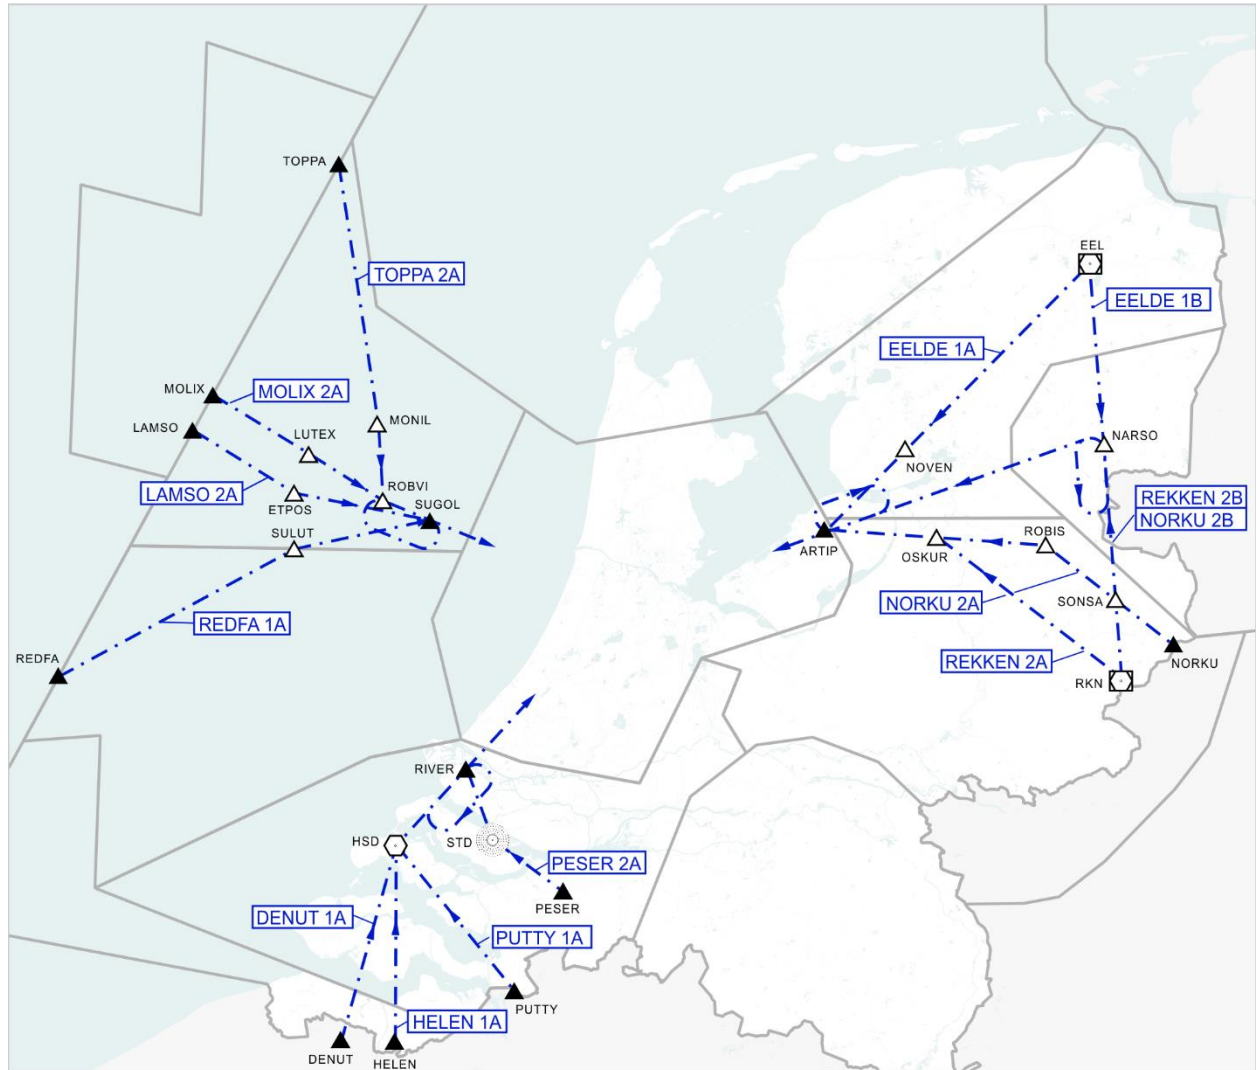 TOPPA
TOPPA 2A
EEL
EELDE 1B
EELDE 1A
MOLIX
MOLIX 2A
LAMSO
LUTEX
MONIL
NARSO
NOVEN
LAMSO 2A
ETPOS
ROBVI
SUGOL
SULUT
REKKEN 2B
NORKU 2B
ARTIP
OSKUR
ROBIS
NORKU 2A
SONSA
REDFA 1A
REDFA
REKKEN 2A
NORKU
RKN
RIVER
HSD
STD
PESER 2A
PESER
DENUT 1A
PUTTY 1A
PUTTY
HELEN 1A
DENUT
HELEN